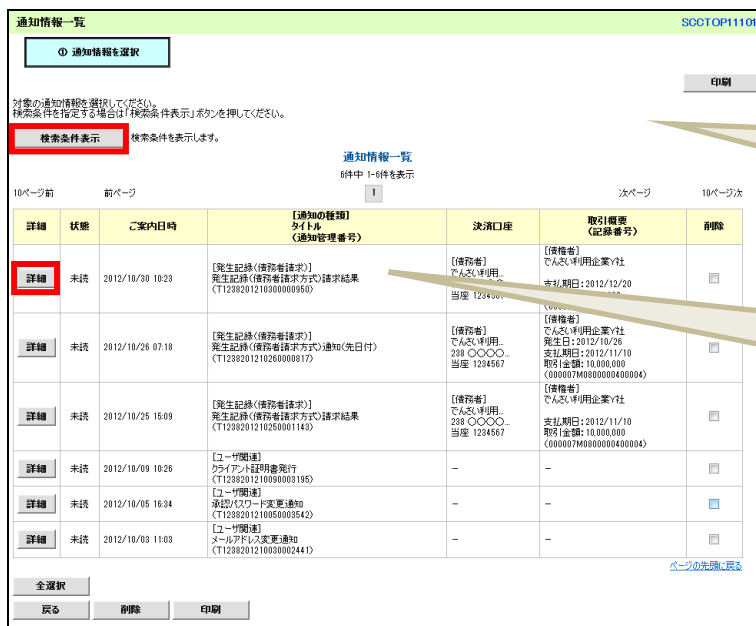 通知情報一覧
SCCTOP11101
① 通知情報を選択
印刷
対象の通知情報を選択してください。
検索条件を指定する場合は「検索条件表示」ボタンを押してください。
検索条件表示 検索条件を表示します。
通知情報一覧
6件中 1-6件を表示
10ページ前 前ページ 1 次ページ 10ページ次
詳細 状態 ご案内日時 [通知の種類] タイトル (通知管理番号) 決済口座 取引概要 (記録番号) 削除
詳細 未読 2012/10/30 10:23
[発生記録(債務者請求)]
発生記録(債務者請求方式)請求結果
(T1238201210300000950)
[債務者]
でんさい利用...
当座 1234567
[債権者]
でんさい利用企業Y社
支払期日:2012/12/20
詳細 未読 2012/10/26 07:18
[発生記録(債務者請求)]
発生記録(債務者請求方式)通知(先日付)
(T1238201210260000817)
[債務者]
でんさい利用...
238 〇〇〇〇...
当座 1234567
[債権者]
でんさい利用企業Y社
発生日:2012/10/26
支払期日:2012/11/10
取引金額:10,000,000
(000007M0800000400004)
詳細 未読 2012/10/25 15:09
[発生記録(債務者請求)]
発生記録(債務者請求方式)請求結果
(T1238201210250001143)
[債務者]
でんさい利用...
238 〇〇〇〇...
当座 1234567
[債権者]
でんさい利用企業Y社
支払期日:2012/11/10
取引金額:10,000,000
(000007M0800000400004)
詳細 未読 2012/10/09 10:26
[ユーザ関連]
クライアント証明書発行
(T1238201210090003195)
- -
詳細 未読 2012/10/05 16:34
[ユーザ関連]
承認パスワード変更通知
(T1238201210050003542)
- -
詳細 未読 2012/10/03 11:03
[ユーザ関連]
メールアドレス変更通知
(T1238201210030002441)
- -
ページの先頭に戻る
全選択
戻る 削除 印刷